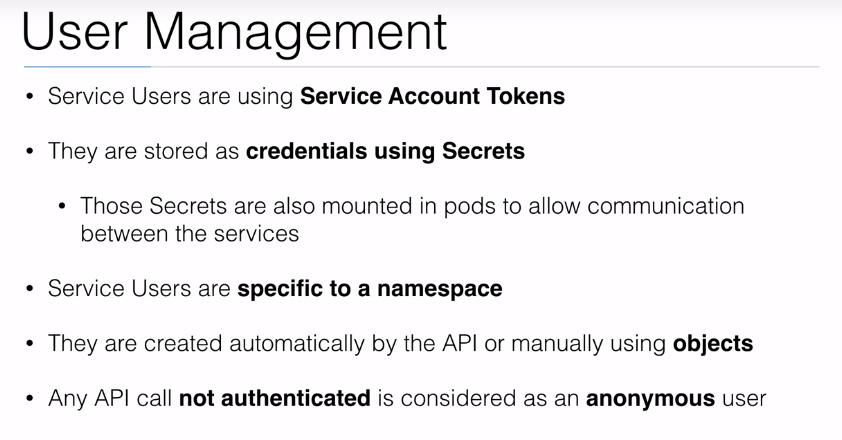 User Management
• Service Users are using Service Account Tokens
• They are stored as credentials using Secrets
• Those Secrets are also mounted in pods to allow communication
between the services
• Service Users are specific to a namespace
• They are created automatically by the API or manually using objects
• Any API call not authenticated is considered as an anonymous user